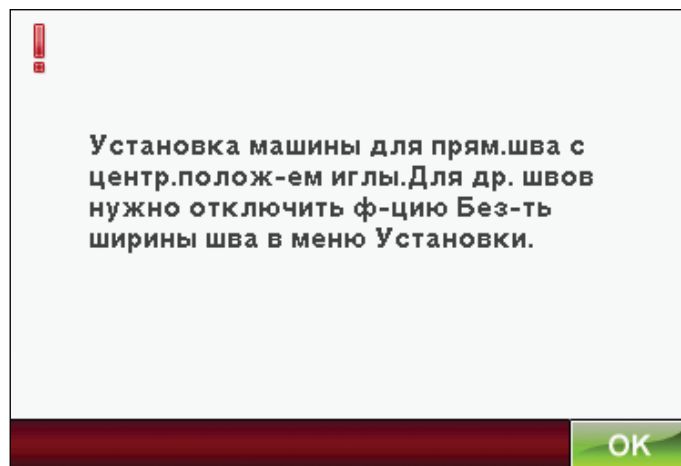 Установка машины для прям.шва с
центр.полож-ем иглы.Для др. швов
нужно отключить ф-цию Без-ть
ширины шва в меню Установки.
OK